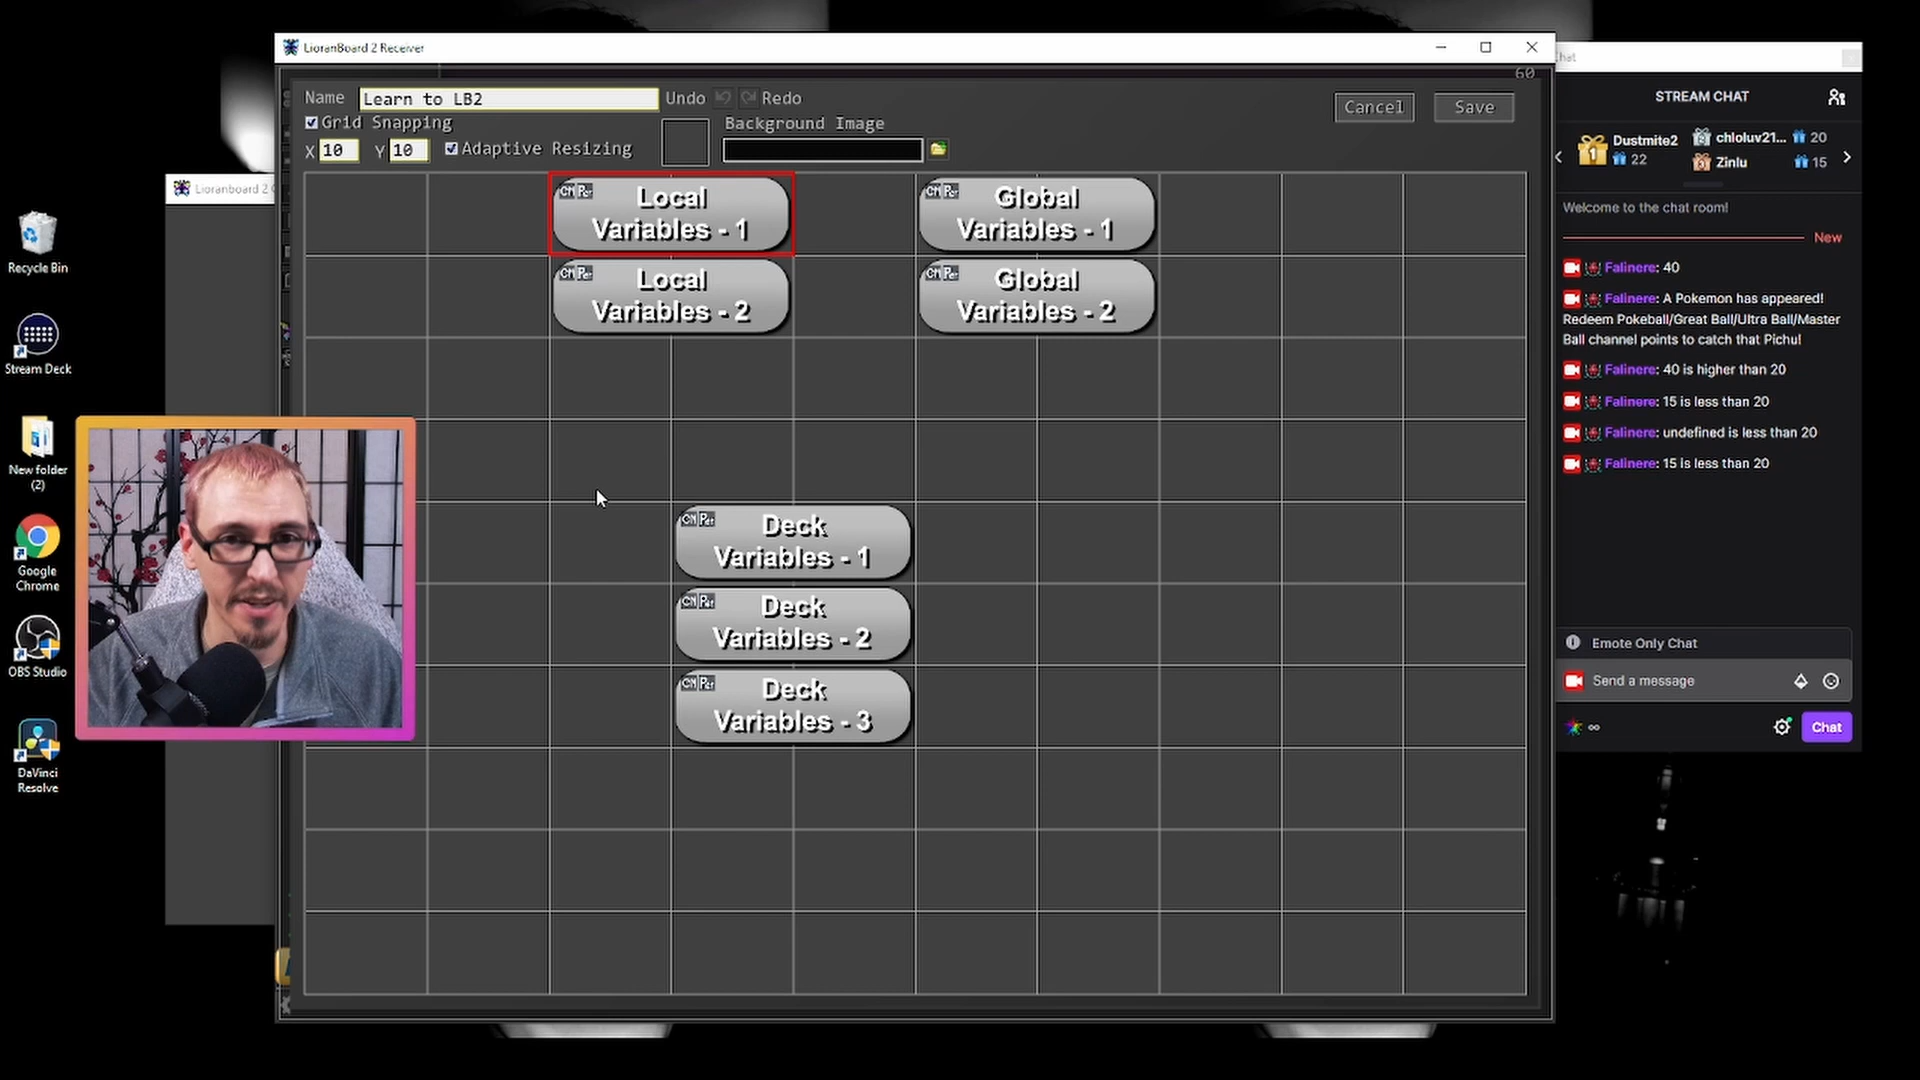 LioranBoard 2 Receiver
60
Name
Learn to LB2
Undo
Redo
Cancel
Save
Grid Snapping
Background Image
X
10
Y
10
Adaptive Resizing
Local
Variables - 1
Global
Variables - 1
Local
Variables - 2
Global
Variables - 2
Deck
Variables - 1
Deck
Variables - 2
Deck
Variables - 3
Lioranboard 2
Recycle Bin
Stream Deck
New folder
(2)
Google
Chrome
OBS Studio
DaVinci
Resolve
STREAM CHAT
1
Dustmite2
22
chloluv21...
20
Zinlu
15
Welcome to the chat room!
New
Falinere: 40
Falinere: A Pokemon has appeared!
Redeem Pokeball/Great Ball/Ultra Ball/Master
Ball channel points to catch that Pichu!
Falinere: 40 is higher than 20
Falinere: 15 is less than 20
Falinere: undefined is less than 20
Falinere: 15 is less than 20
Emote Only Chat
Send a message
∞
Chat